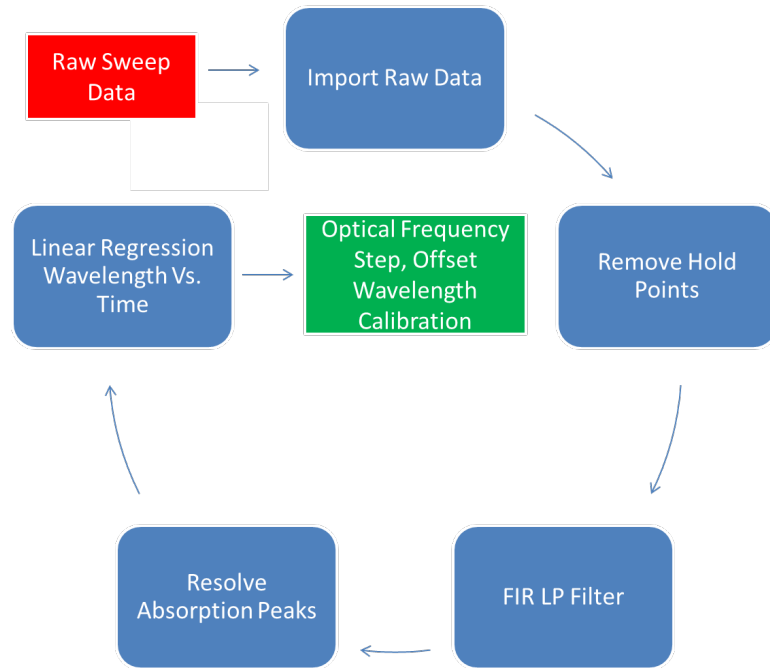 Raw Sweep
Data
Import Raw Data
Remove Hold
Points
FIR LP Filter
Resolve
Absorption Peaks
Linear Regression
Wavelength Vs.
Time
Optical Frequency
Step, Offset
Wavelength
Calibration